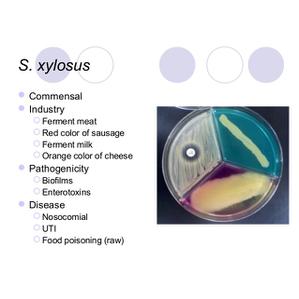 S. xylosus
Commensal
Industry
Ferment meat
Red color of sausage
Ferment milk
Orange color of cheese
Pathogenicity
Biofilms
Enterotoxins
Disease
Nosocomial
UTI
Food poisoning (raw)